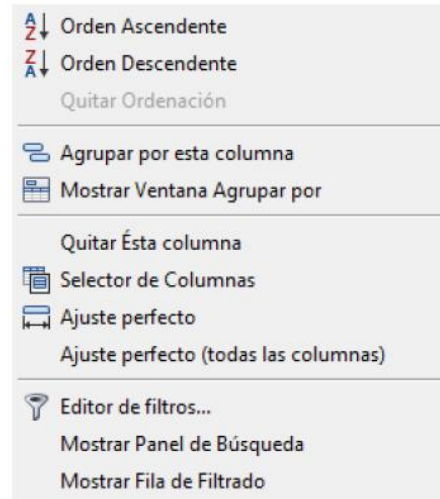 Orden Ascendente
Orden Descendente
Quitar Ordenación
Agrupar por esta columna
Mostrar Ventana Agrupar por
Quitar Ésta columna
Selector de Columnas
Ajuste perfecto
Ajuste perfecto (todas las columnas)
Editor de filtros...
Mostrar Panel de Búsqueda
Mostrar Fila de Filtrado